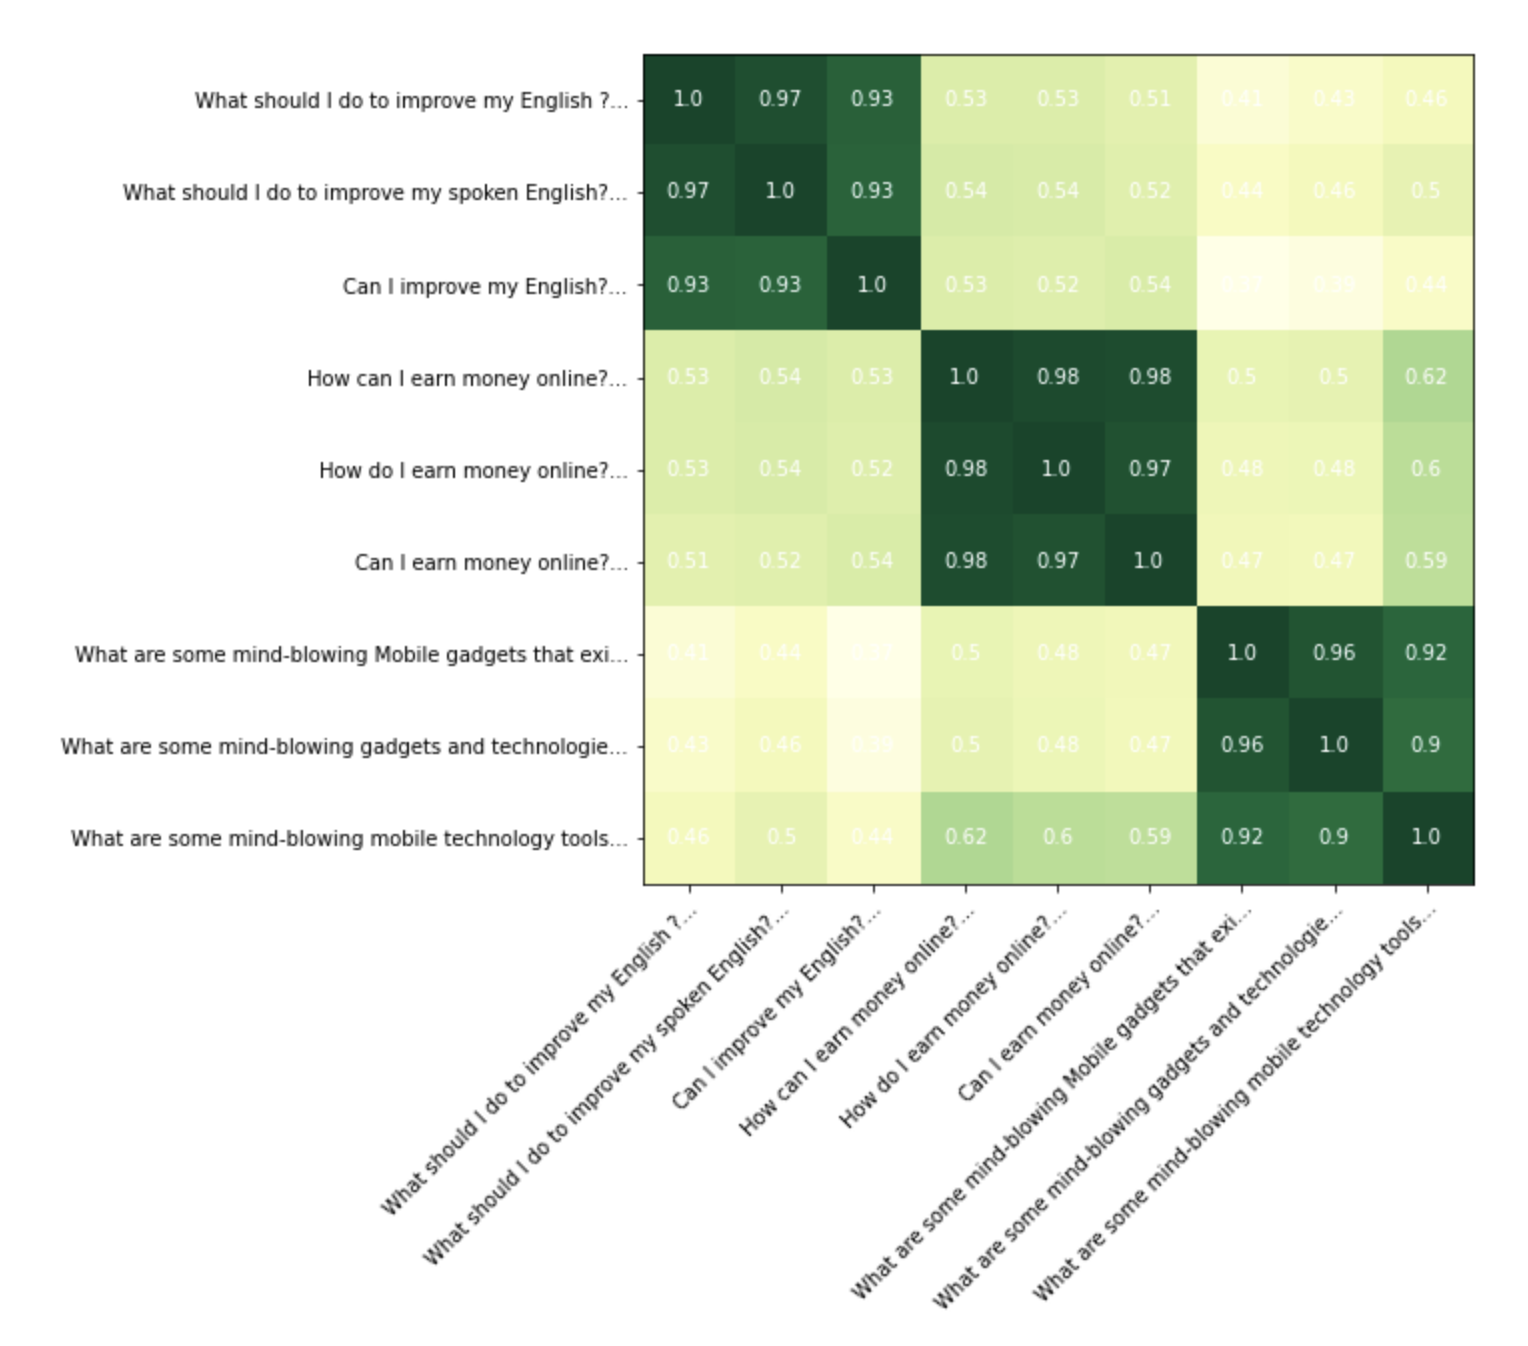 What should I do to improve my English ?... 1.0 0.97 0.93 0.53 0.53 0.51 0.41 0.43 0.46
What should I do to improve my spoken English?... 0.97 1.0 0.93 0.54 0.54 0.52 0.44 0.46 0.5
Can I improve my English?... 0.93 0.93 1.0 0.53 0.52 0.54 0.37 0.39 0.44
How can I earn money online?... 0.53 0.54 0.53 1.0 0.98 0.98 0.5 0.5 0.62
How do I earn money online?... 0.53 0.54 0.52 0.98 1.0 0.97 0.48 0.48 0.6
Can I earn money online?... 0.51 0.52 0.54 0.98 0.97 1.0 0.47 0.47 0.59
What are some mind-blowing Mobile gadgets that exi... 0.41 0.44 0.37 0.5 0.48 0.47 1.0 0.96 0.92
What are some mind-blowing gadgets and technologie... 0.43 0.46 0.39 0.5 0.48 0.47 0.96 1.0 0.9
What are some mind-blowing mobile technology tools... 0.46 0.5 0.44 0.62 0.6 0.59 0.92 0.9 1.0
What should I do to improve my English ?...
What should I do to improve my spoken English?...
Can I improve my English?...
How can I earn money online?...
How do I earn money online?...
Can I earn money online?...
What are some mind-blowing Mobile gadgets that exi...
What are some mind-blowing gadgets and technologie...
What are some mind-blowing mobile technology tools...